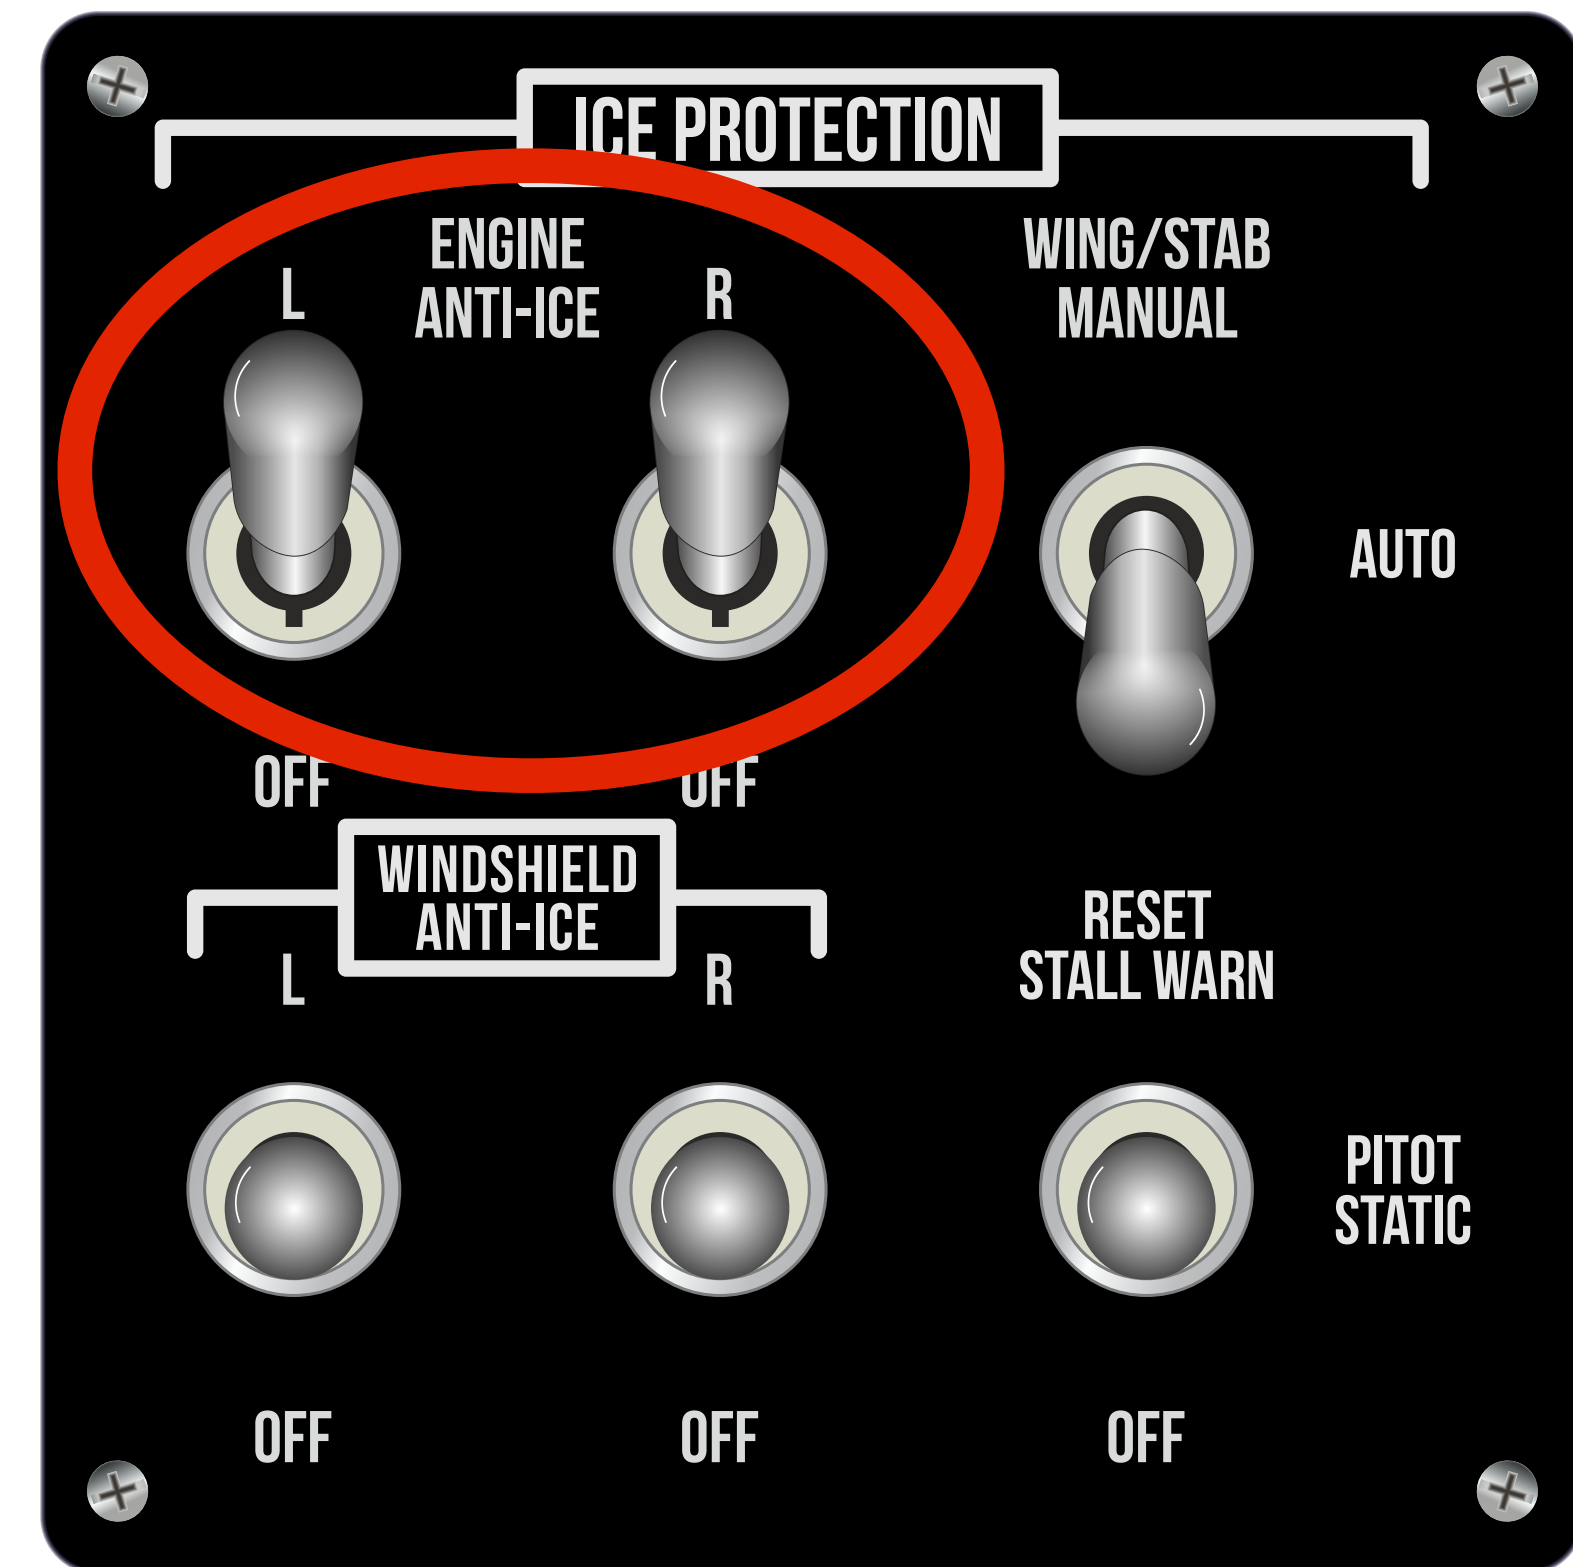 ICE PROTECTION
ENGINE
ANTI-ICE
L
R
WING/STAB
MANUAL
AUTO
OFF
OFF
WINDSHIELD
ANTI-ICE
L
R
RESET
STALL WARN
PITOT
STATIC
OFF
OFF
OFF